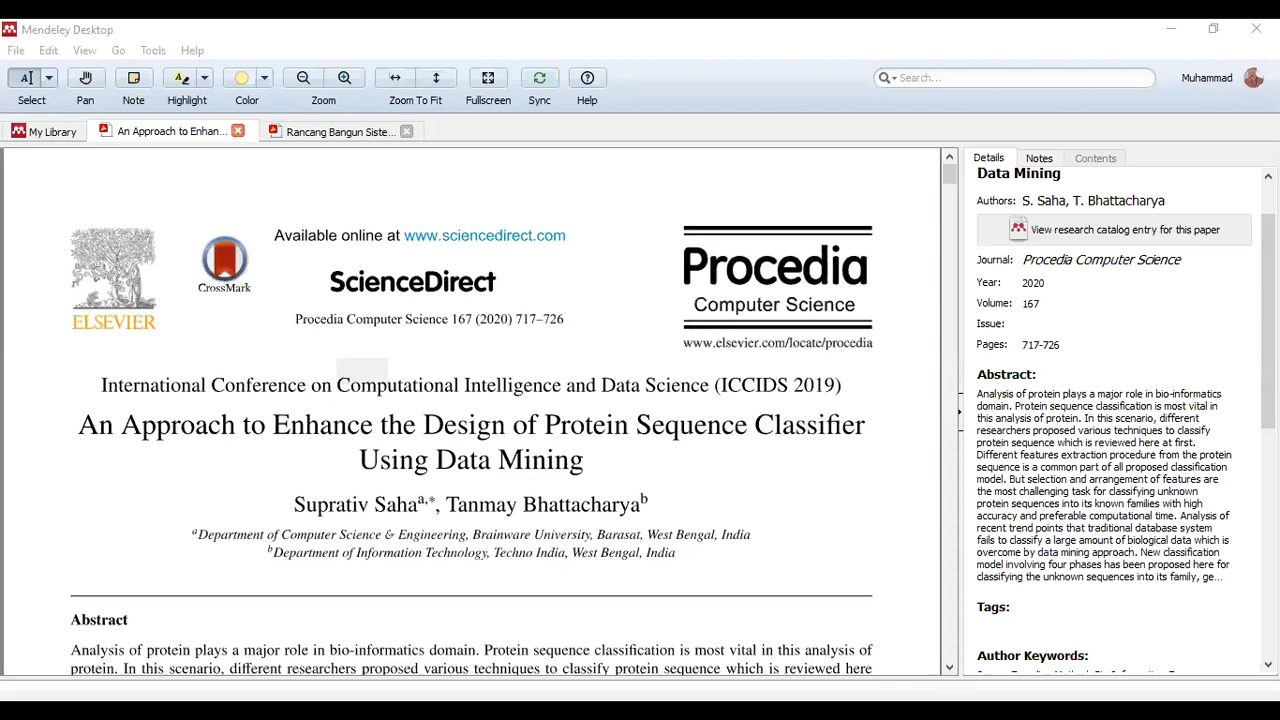 Mendeley Desktop
File Edit View Go Tools Help
Search...
Muhammad
Select Pan Note Highlight Color Zoom Zoom To Fit Fullscreen Sync Help
My Library
An Approach to Enhan...
Rancang Bangun Siste...
Available online at www.sciencedirect.com
CrossMark
ScienceDirect
ELSEVIER
Procedia Computer Science 167 (2020) 717–726
Procedia
Computer Science
www.elsevier.com/locate/procedia
International Conference on Computational Intelligence and Data Science (ICCIDS 2019)
An Approach to Enhance the Design of Protein Sequence Classifier
Using Data Mining
Suprativ Sahaa,*, Tanmay Bhattacharyab
aDepartment of Computer Science & Engineering, Brainware University, Barasat, West Bengal, India
bDepartment of Information Technology, Techno India, West Bengal, India
Abstract
Analysis of protein plays a major role in bio-informatics domain. Protein sequence classification is most vital in this analysis of
protein. In this scenario, different researchers proposed various techniques to classify protein sequence which is reviewed here
Details Notes Contents
Data Mining
Authors: S. Saha, T. Bhattacharya
View research catalog entry for this paper
Journal: Procedia Computer Science
Year: 2020
Volume: 167
Issue:
Pages: 717-726
Abstract:
Analysis of protein plays a major role in bio-informatics
domain. Protein sequence classification is most vital in
this analysis of protein. In this scenario, different
researchers proposed various techniques to classify
protein sequence which is reviewed here at first.
Different features extraction procedure from the protein
sequence is a common part of all proposed classification
model. But selection and arrangement of features are
the most challenging task for classifying unknown
protein sequences into its known families with high
accuracy and preferable computational time. Analysis of
recent trend points that traditional database system
fails to classify a large amount of biological data which is
overcome by data mining approach. New classification
model involving four phases has been proposed here for
classifying the unknown sequences into its family, ge...
Tags:
Author Keywords: